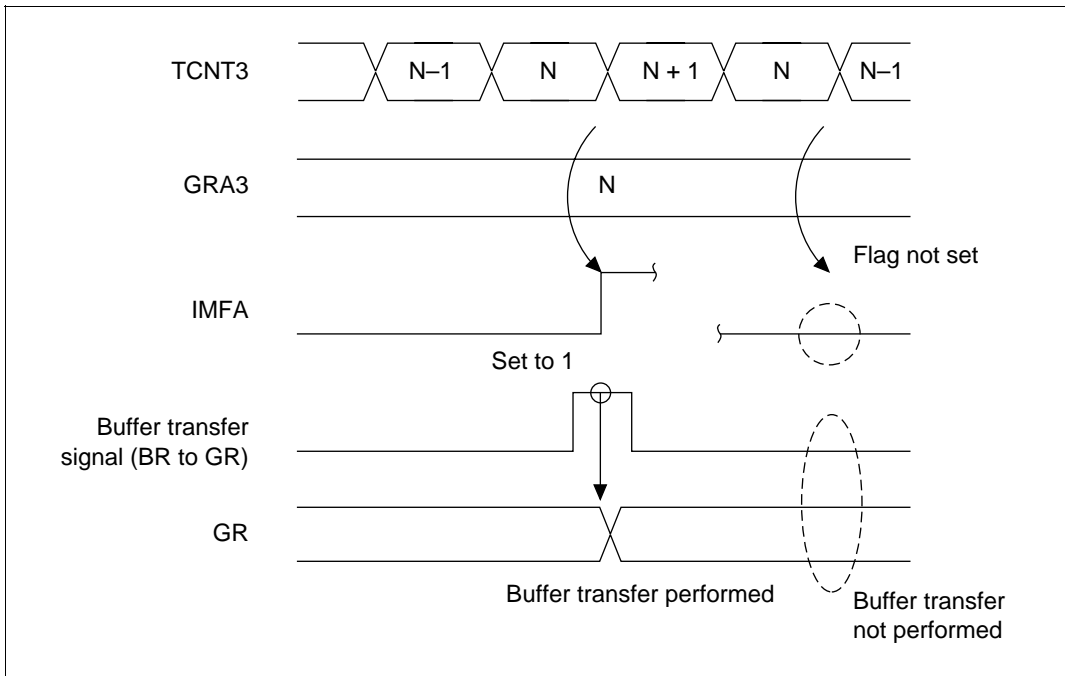 TCNT3
N–1
N
N + 1
N
N–1
GRA3
N
Flag not set
IMFA
Set to 1
Buffer transfer
signal (BR to GR)
GR
Buffer transfer performed
Buffer transfer
not performed